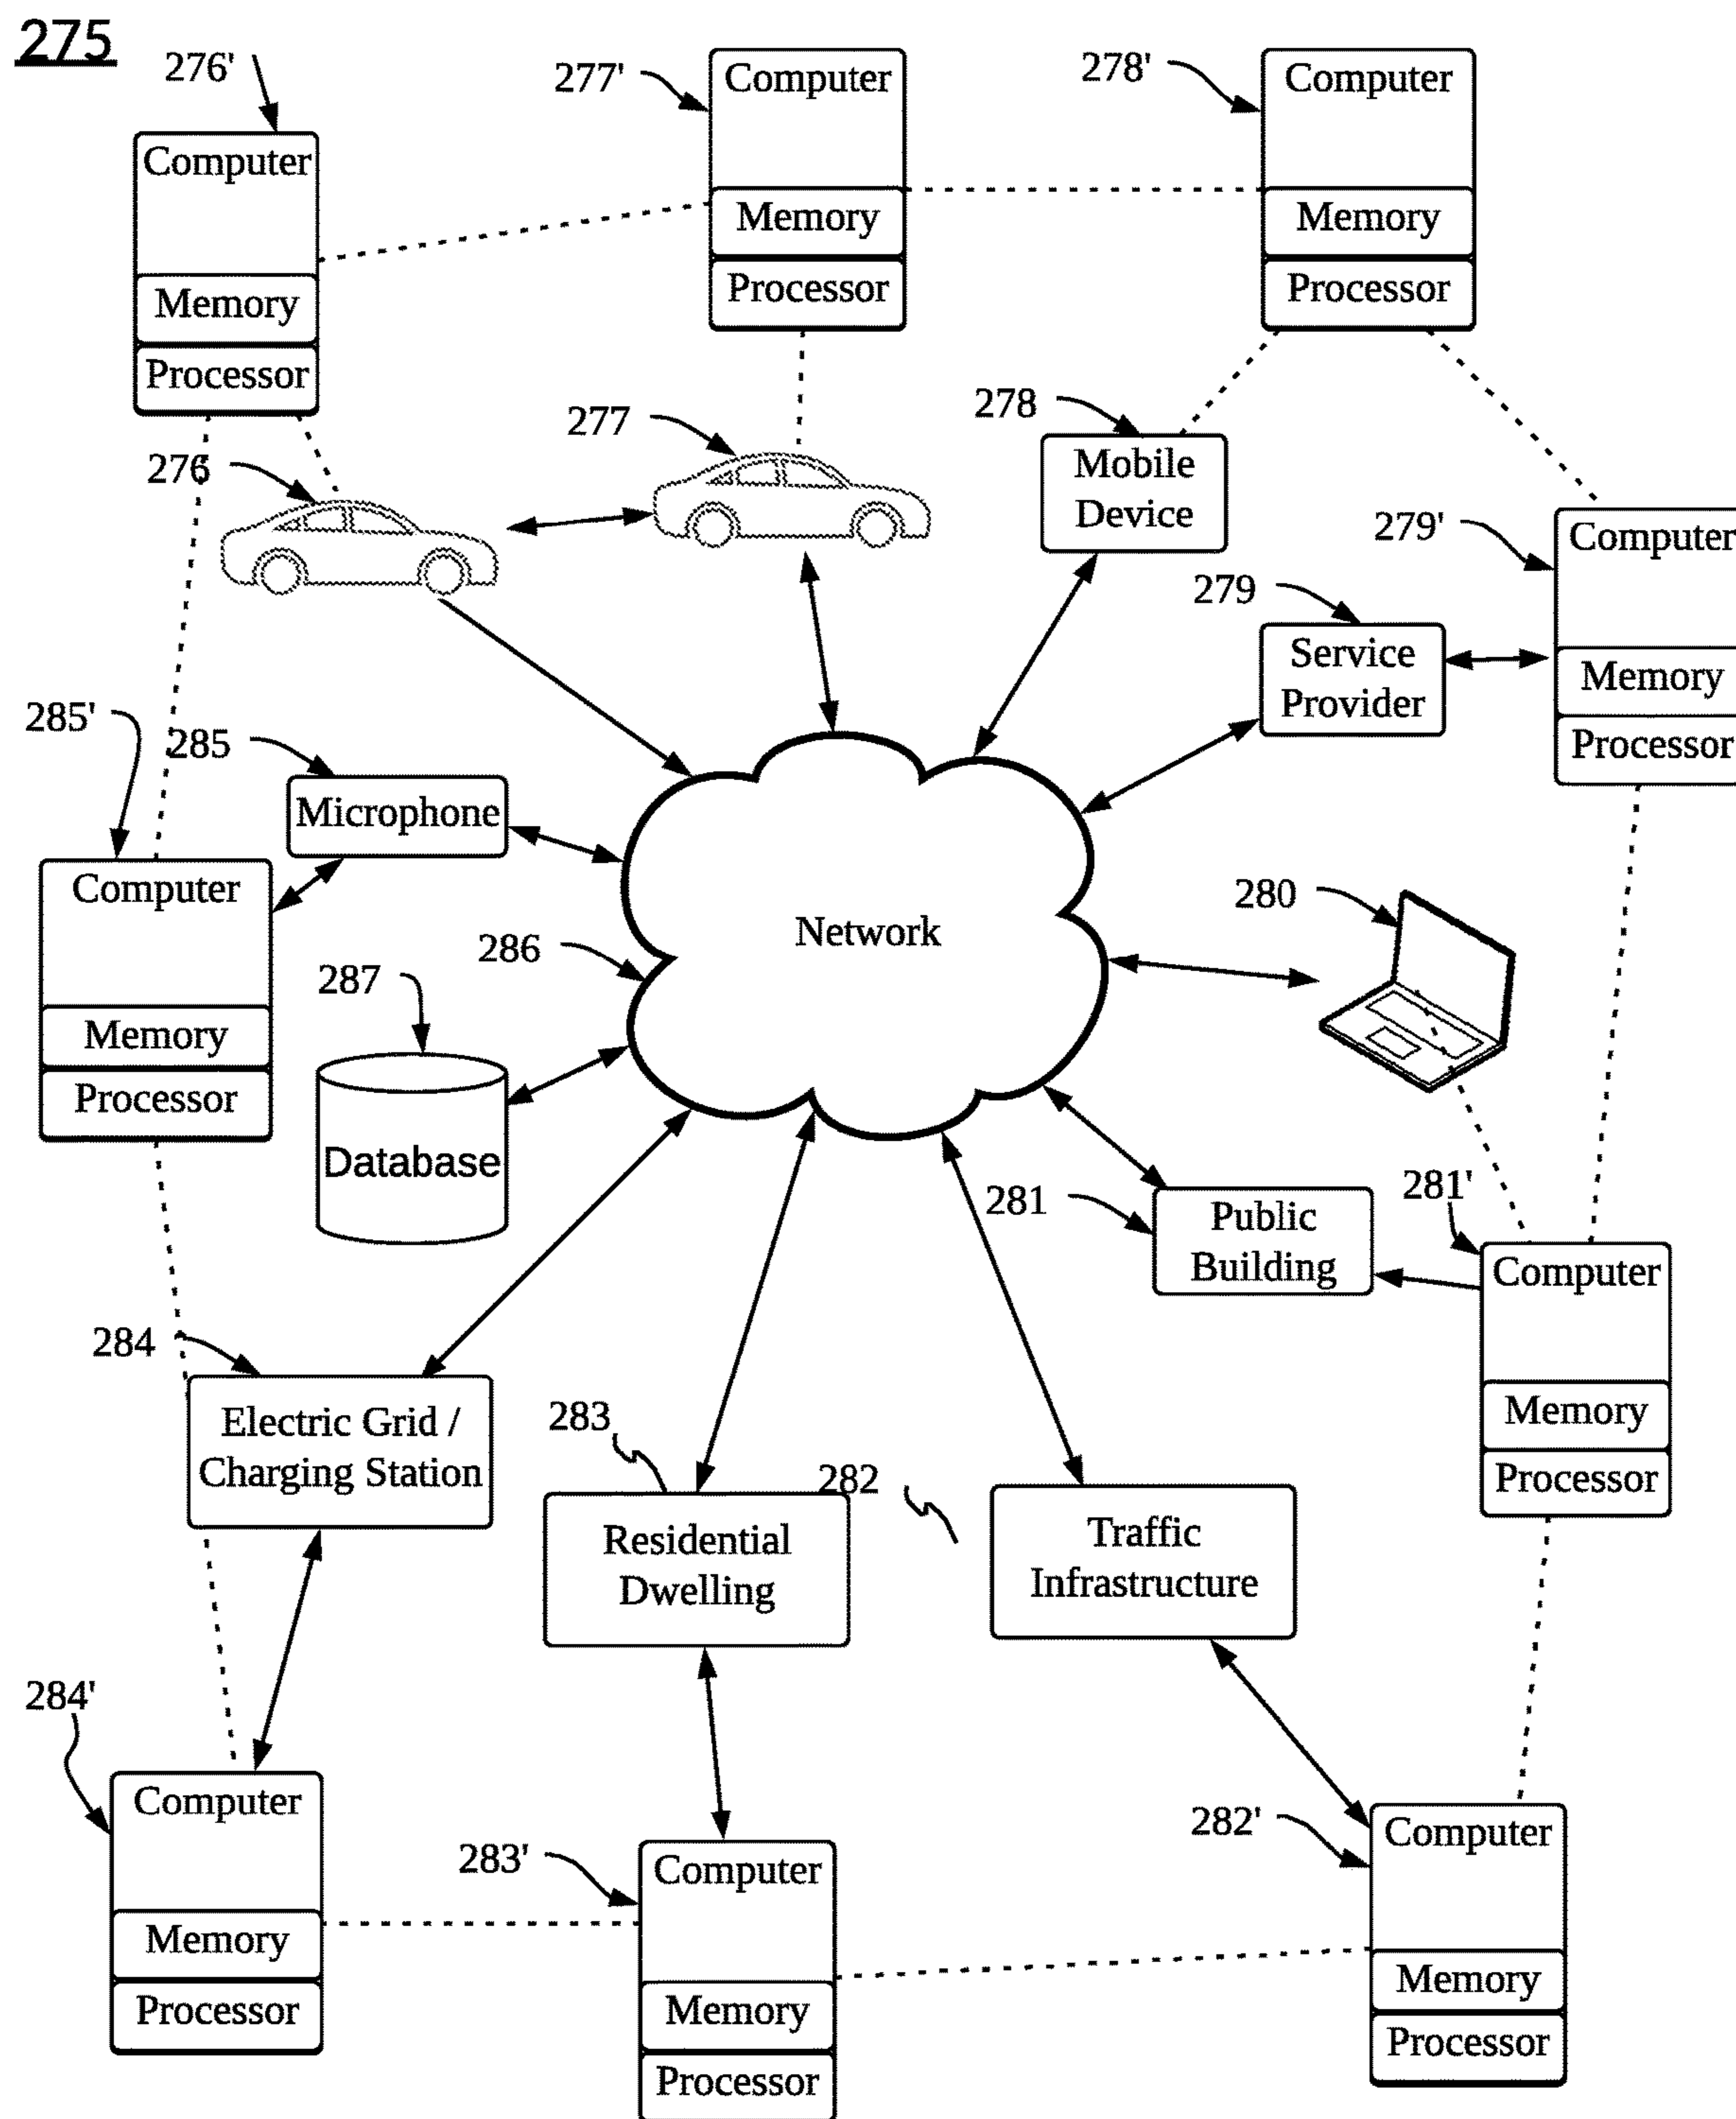 275
276'
277'
278'
Computer
Memory
Processor
Computer
Memory
Processor
Computer
Memory
Processor
276
277
278
Mobile
Device
279'
Computer
Memory
Processor
279
Service
Provider
285'
285
Microphone
Computer
Memory
Processor
286
Network
280
287
Database
281
Public
Building
281'
Computer
Memory
Processor
284
Electric Grid /
Charging Station
283
Residential
Dwelling
282
Traffic
Infrastructure
284'
Computer
Memory
Processor
283'
Computer
Memory
Processor
282'
Computer
Memory
Processor